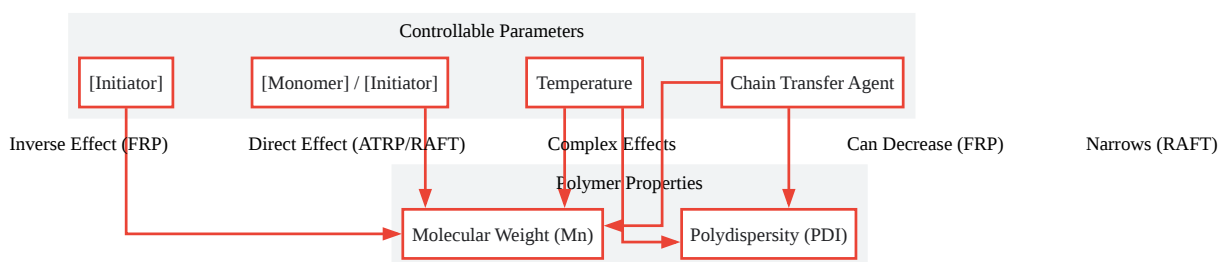 Controllable Parameters
[Initiator]
[Monomer] / [Initiator]
Temperature
Chain Transfer Agent
Inverse Effect (FRP)
Direct Effect (ATRP/RAFT)
Complex Effects
Can Decrease (FRP)
Narrows (RAFT)
Polymer Properties
Molecular Weight (Mn)
Polydispersity (PDI)